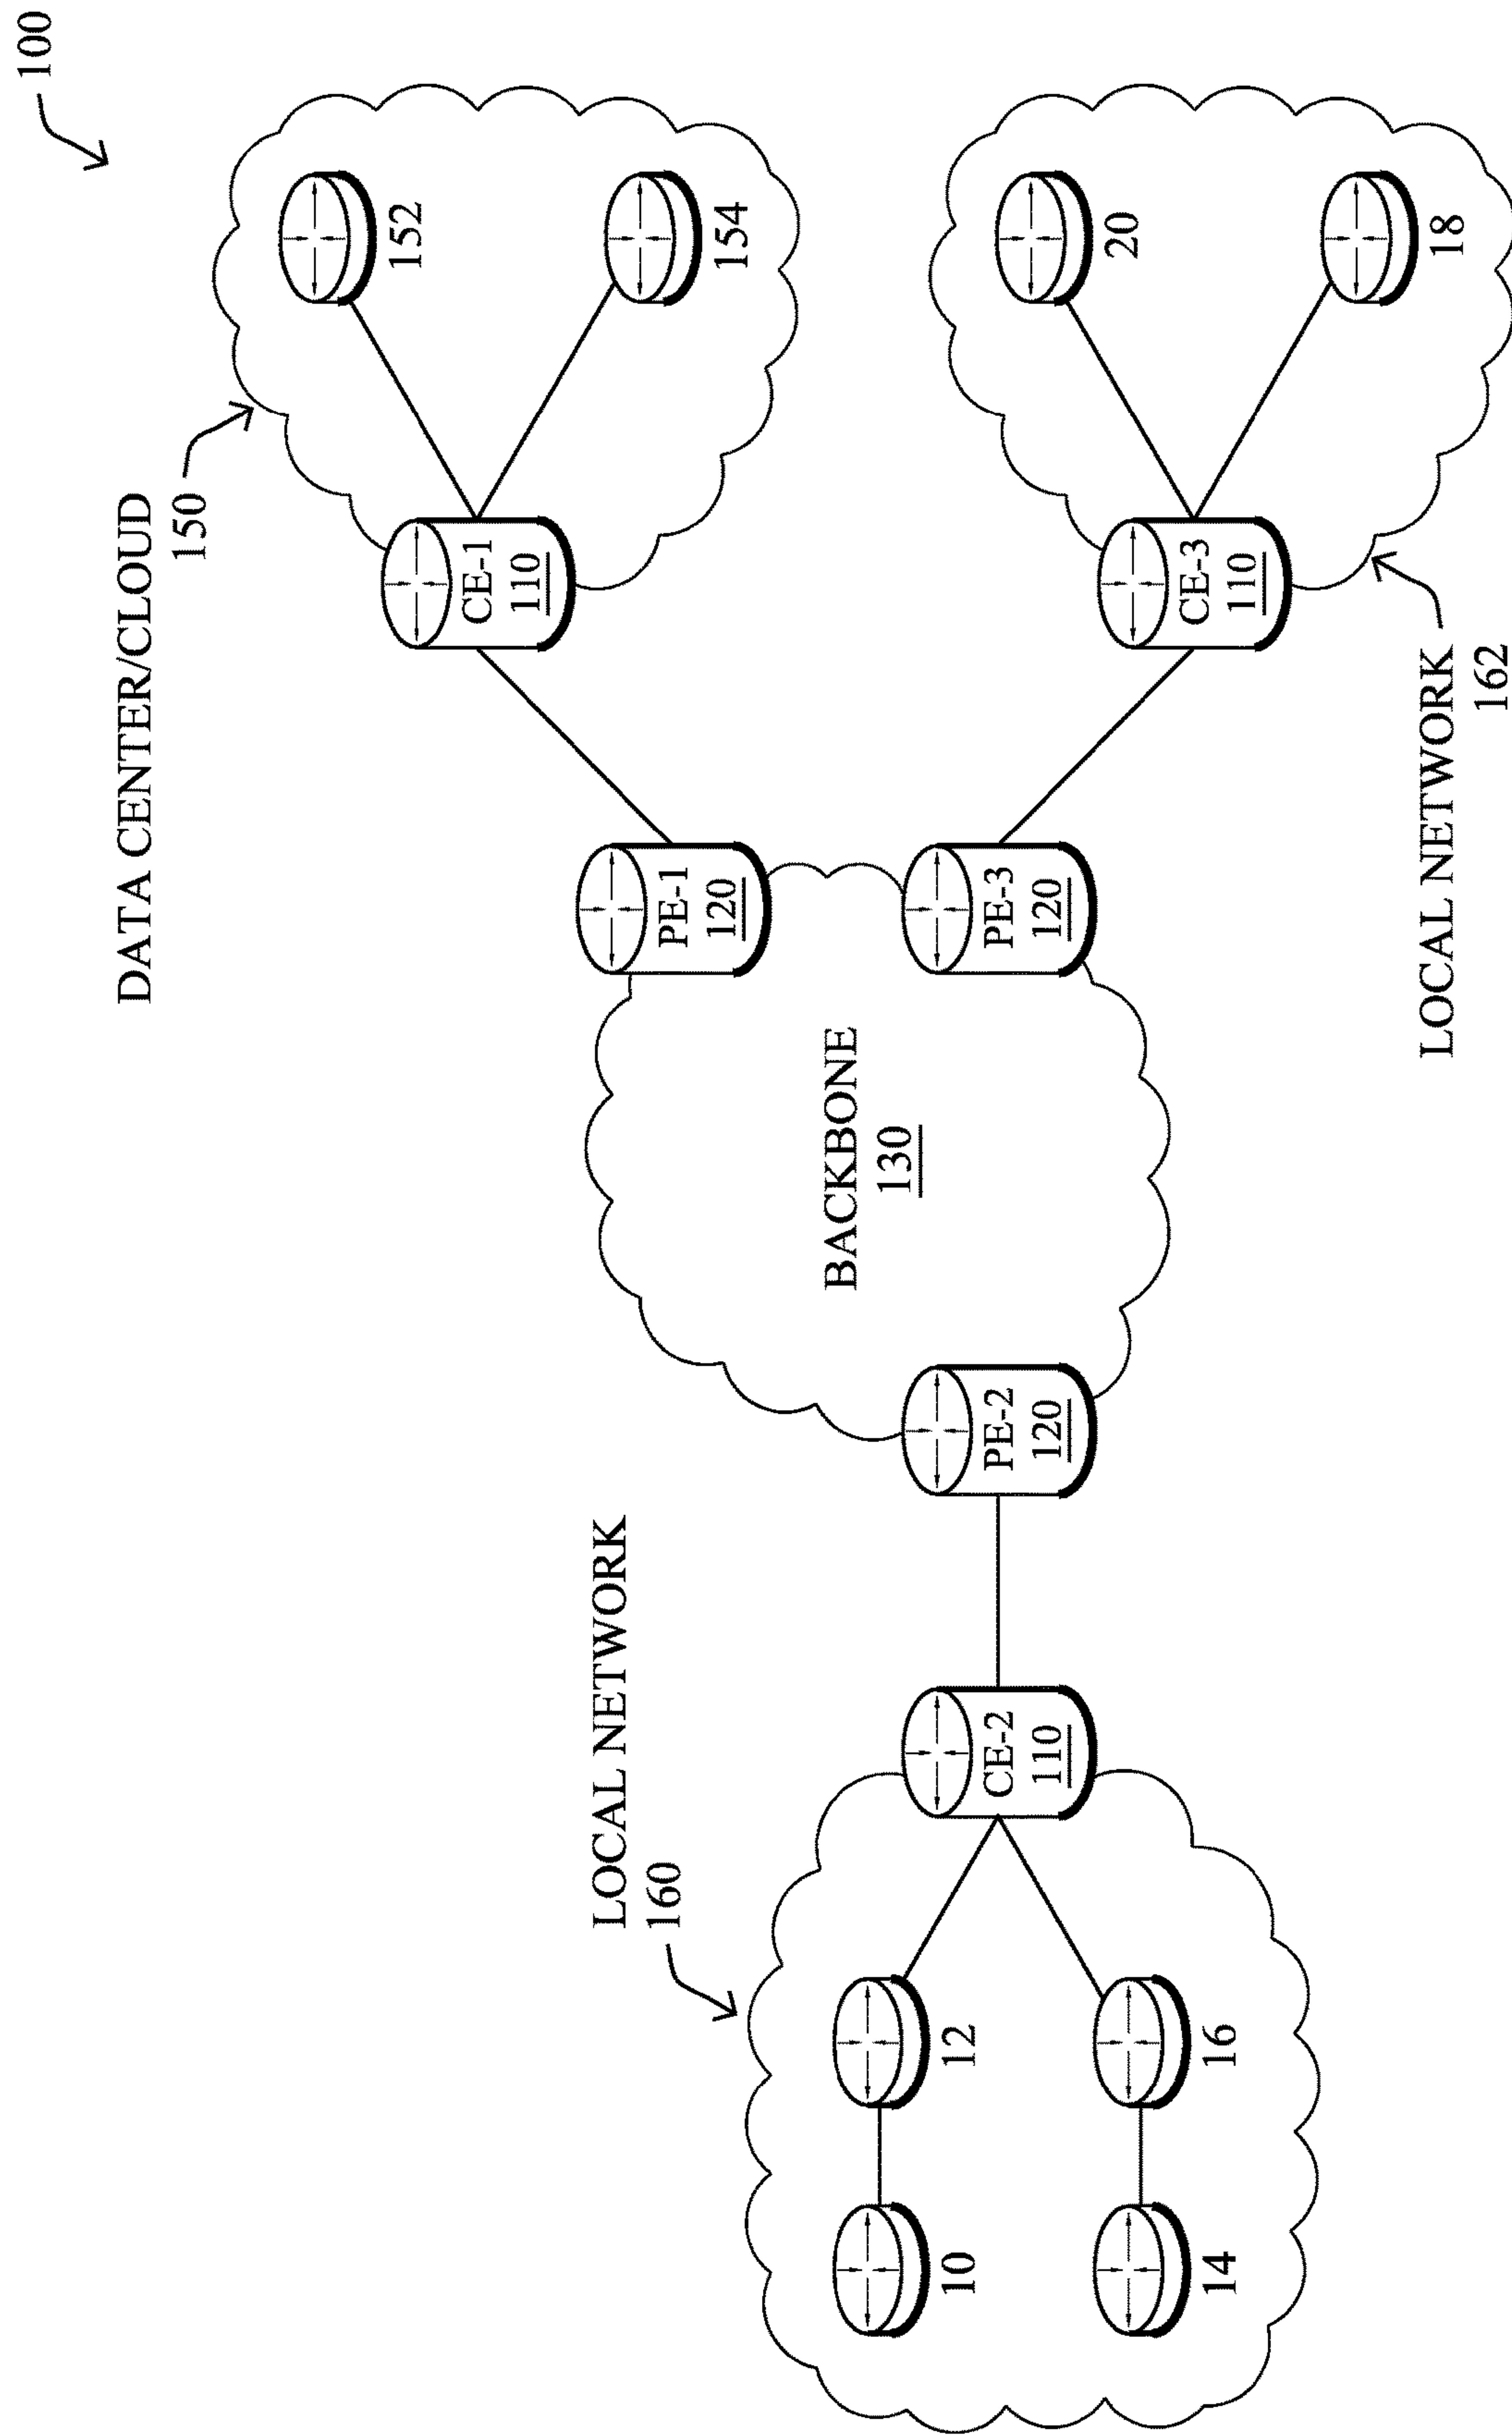 100
DATA CENTER/CLOUD
150
152
154
CE-1
110
PE-1
120
BACKBONE
130
PE-3
120
CE-3
110
20
18
LOCAL NETWORK
162
LOCAL NETWORK
160
PE-2
120
CE-2
110
12
10
16
14